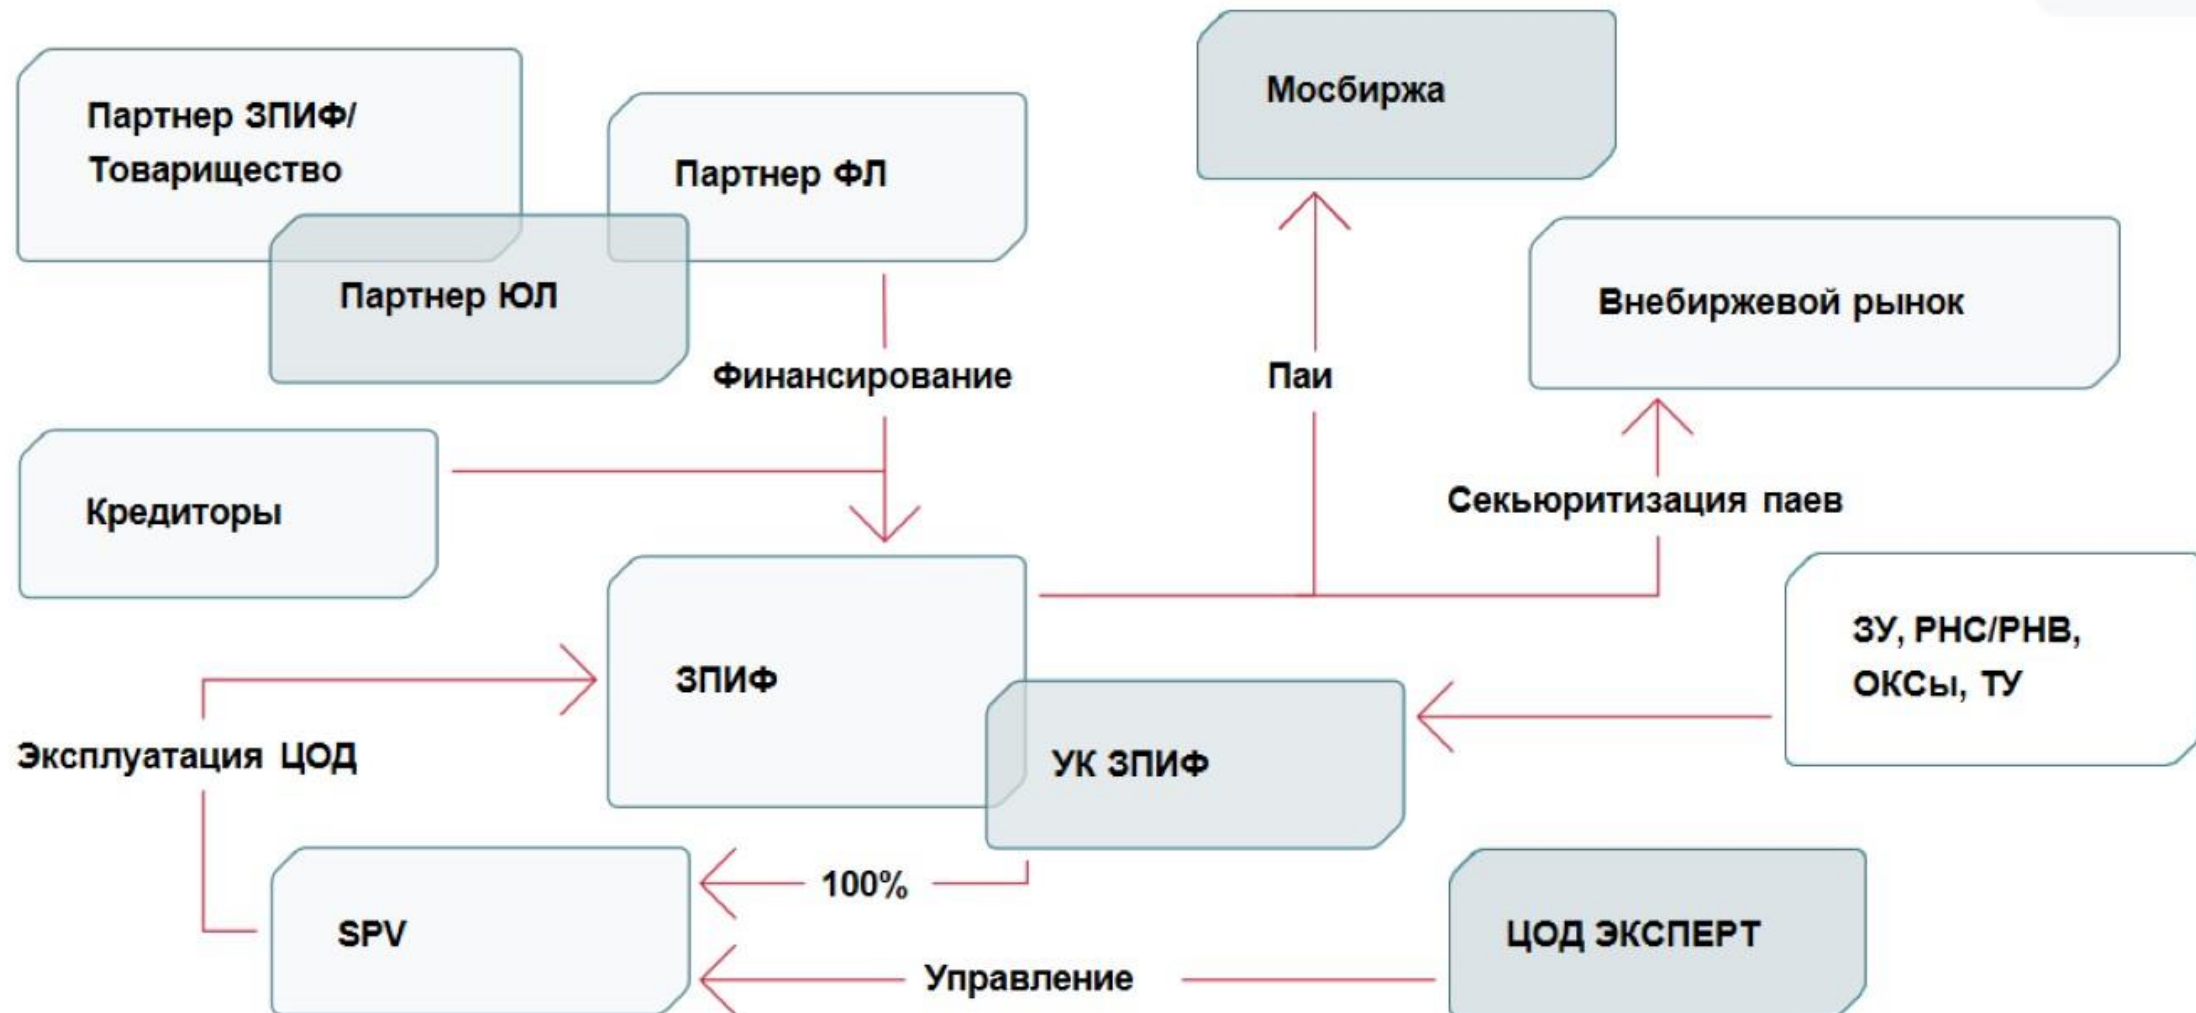 Мосбиржа
Партнер ЗПИФ/
Товарищество
Партнер ФЛ
Партнер ЮЛ
Внебиржевой рынок
Финансирование
Паи
Кредиторы
Секьюритизация паев
ЗУ, РНС/РНВ,
ОКСы, ТУ
ЗПИФ
УК ЗПИФ
Эксплуатация ЦОД
100%
SPV
ЦОД ЭКСПЕРТ
Управление